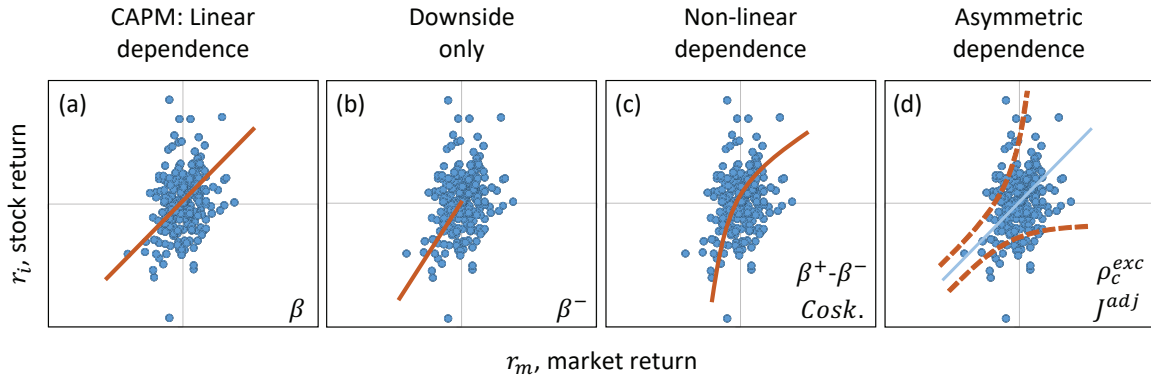 CAPM: Linear dependence
Downside only
Non-linear dependence
Asymmetric dependence
(a)
(b)
(c)
(d)
r_i, stock return
β
β⁻
β⁺-β⁻
Cosk.
ρ_c^{exc}
J^{adj}
r_m, market return